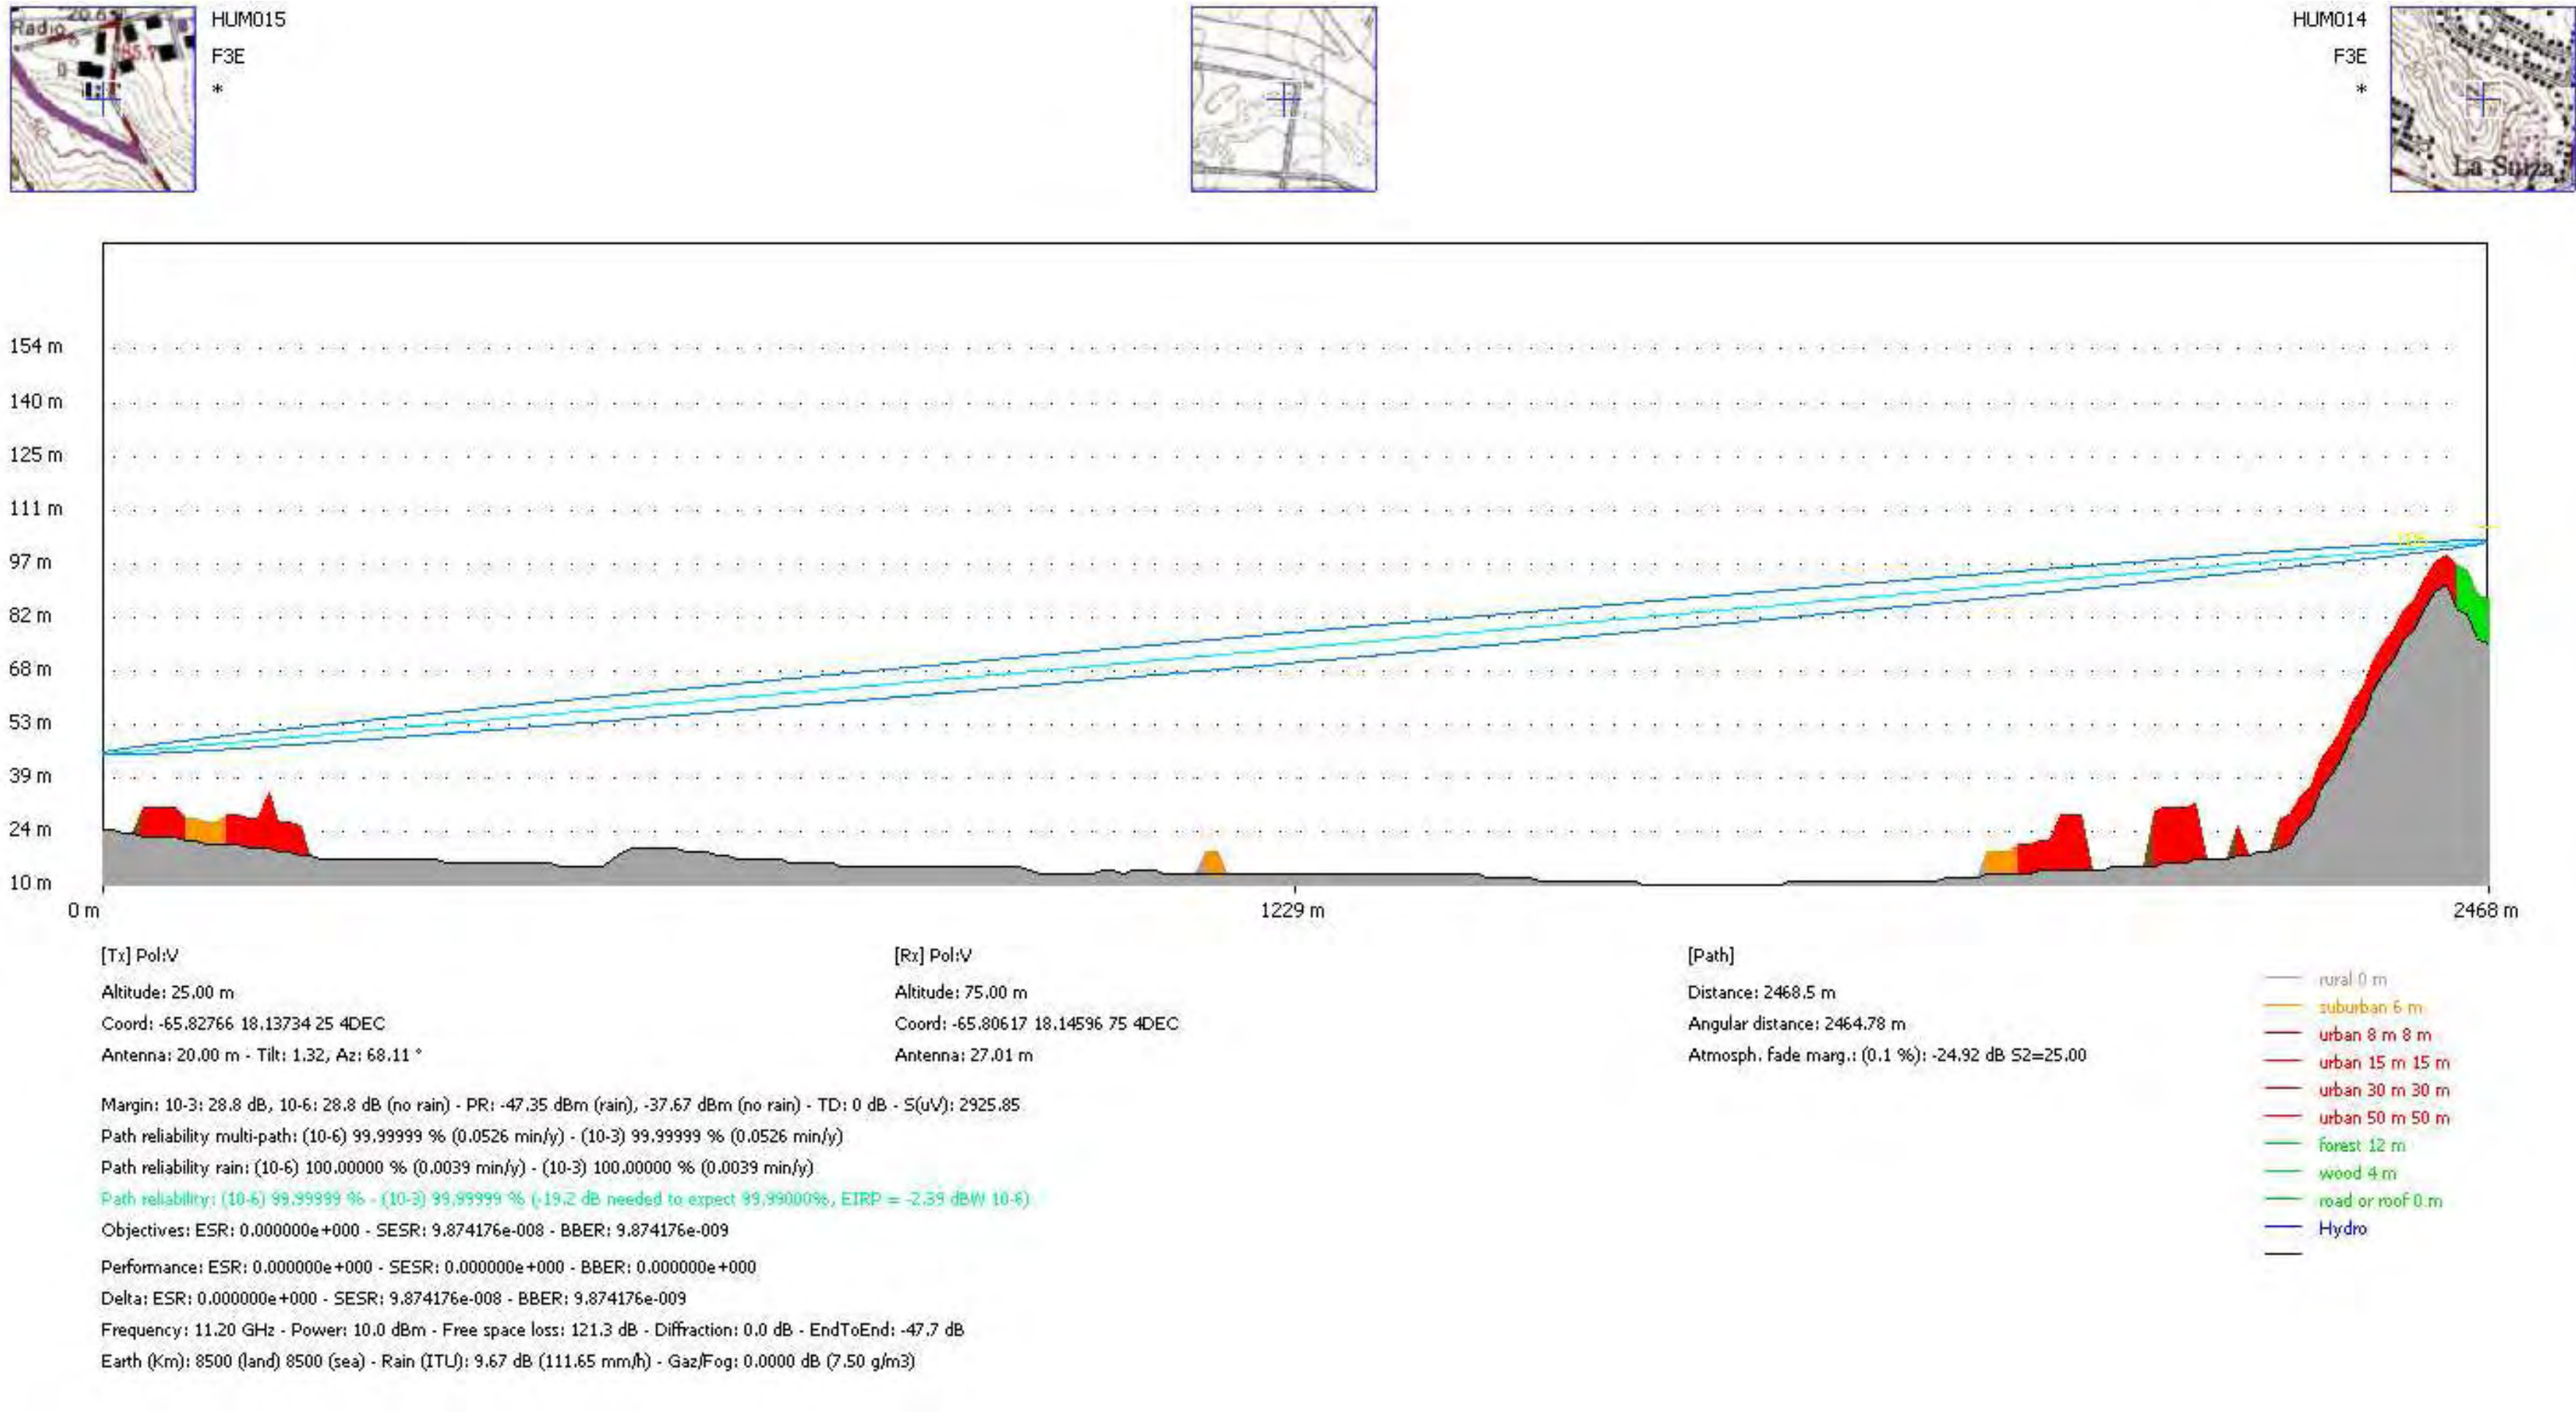 Radio
HUM015
F3E
*
HUM014
F3E
*
La Suiza
154 m
140 m
125 m
111 m
97 m
82 m
68 m
53 m
39 m
24 m
10 m
0 m
1229 m
2468 m
[Tx] Pol:V
Altitude: 25.00 m
Coord: -65.82766 18.13734 25 4DEC
Antenna: 20.00 m - Tilt: 1.32, Az: 68.11 °
[Rx] Pol:V
Altitude: 75.00 m
Coord: -65.80617 18.14596 75 4DEC
Antenna: 27.01 m
[Path]
Distance: 2468.5 m
Angular distance: 2464.78 m
Atmosph. fade marg.: (0.1 %): -24.92 dB S2=25.00
Margin: 10-3: 28.8 dB, 10-6: 28.8 dB (no rain) - PR: -47.35 dBm (rain), -37.67 dBm (no rain) - TD: 0 dB - S(uV): 2925.85
Path reliability multi-path: (10-6) 99.99999 % (0.0526 min/y) - (10-3) 99.99999 % (0.0526 min/y)
Path reliability rain: (10-6) 100.00000 % (0.0039 min/y) - (10-3) 100.00000 % (0.0039 min/y)
Path reliability: (10-6) 99.99999 % - (10-3) 99.99999 % (-19.2 dB needed to expect 99.99000%, EIRP = -2.39 dBW 10-6)
Objectives: ESR: 0.000000e+000 - SESR: 9.874176e-008 - BBER: 9.874176e-009
Performance: ESR: 0.000000e+000 - SESR: 0.000000e+000 - BBER: 0.000000e+000
Delta: ESR: 0.000000e+000 - SESR: 9.874176e-008 - BBER: 9.874176e-009
Frequency: 11.20 GHz - Power: 10.0 dBm - Free space loss: 121.3 dB - Diffraction: 0.0 dB - EndToEnd: -47.7 dB
Earth (Km): 8500 (land) 8500 (sea) - Rain (ITU): 9.67 dB (111.65 mm/h) - Gaz/Fog: 0.0000 dB (7.50 g/m3)
rural 0 m
suburban 6 m
urban 8 m 8 m
urban 15 m 15 m
urban 30 m 30 m
urban 50 m 50 m
forest 12 m
wood 4 m
road or roof 0 m
Hydro